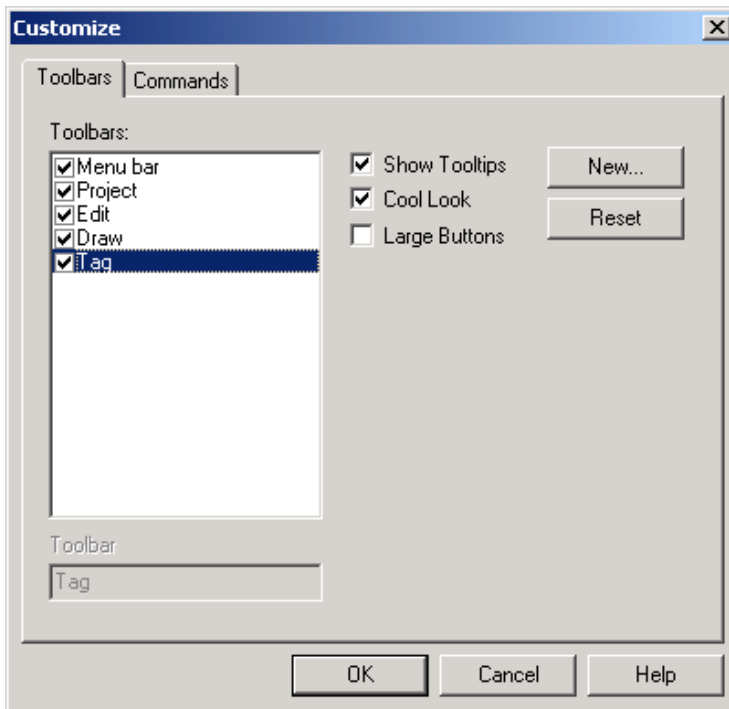 Customize
Toolbars
Commands
Toolbars:
Menu bar
Project
Edit
Draw
Tag
Show Tooltips
Cool Look
Large Buttons
New...
Reset
Toolbar
Tag
OK
Cancel
Help